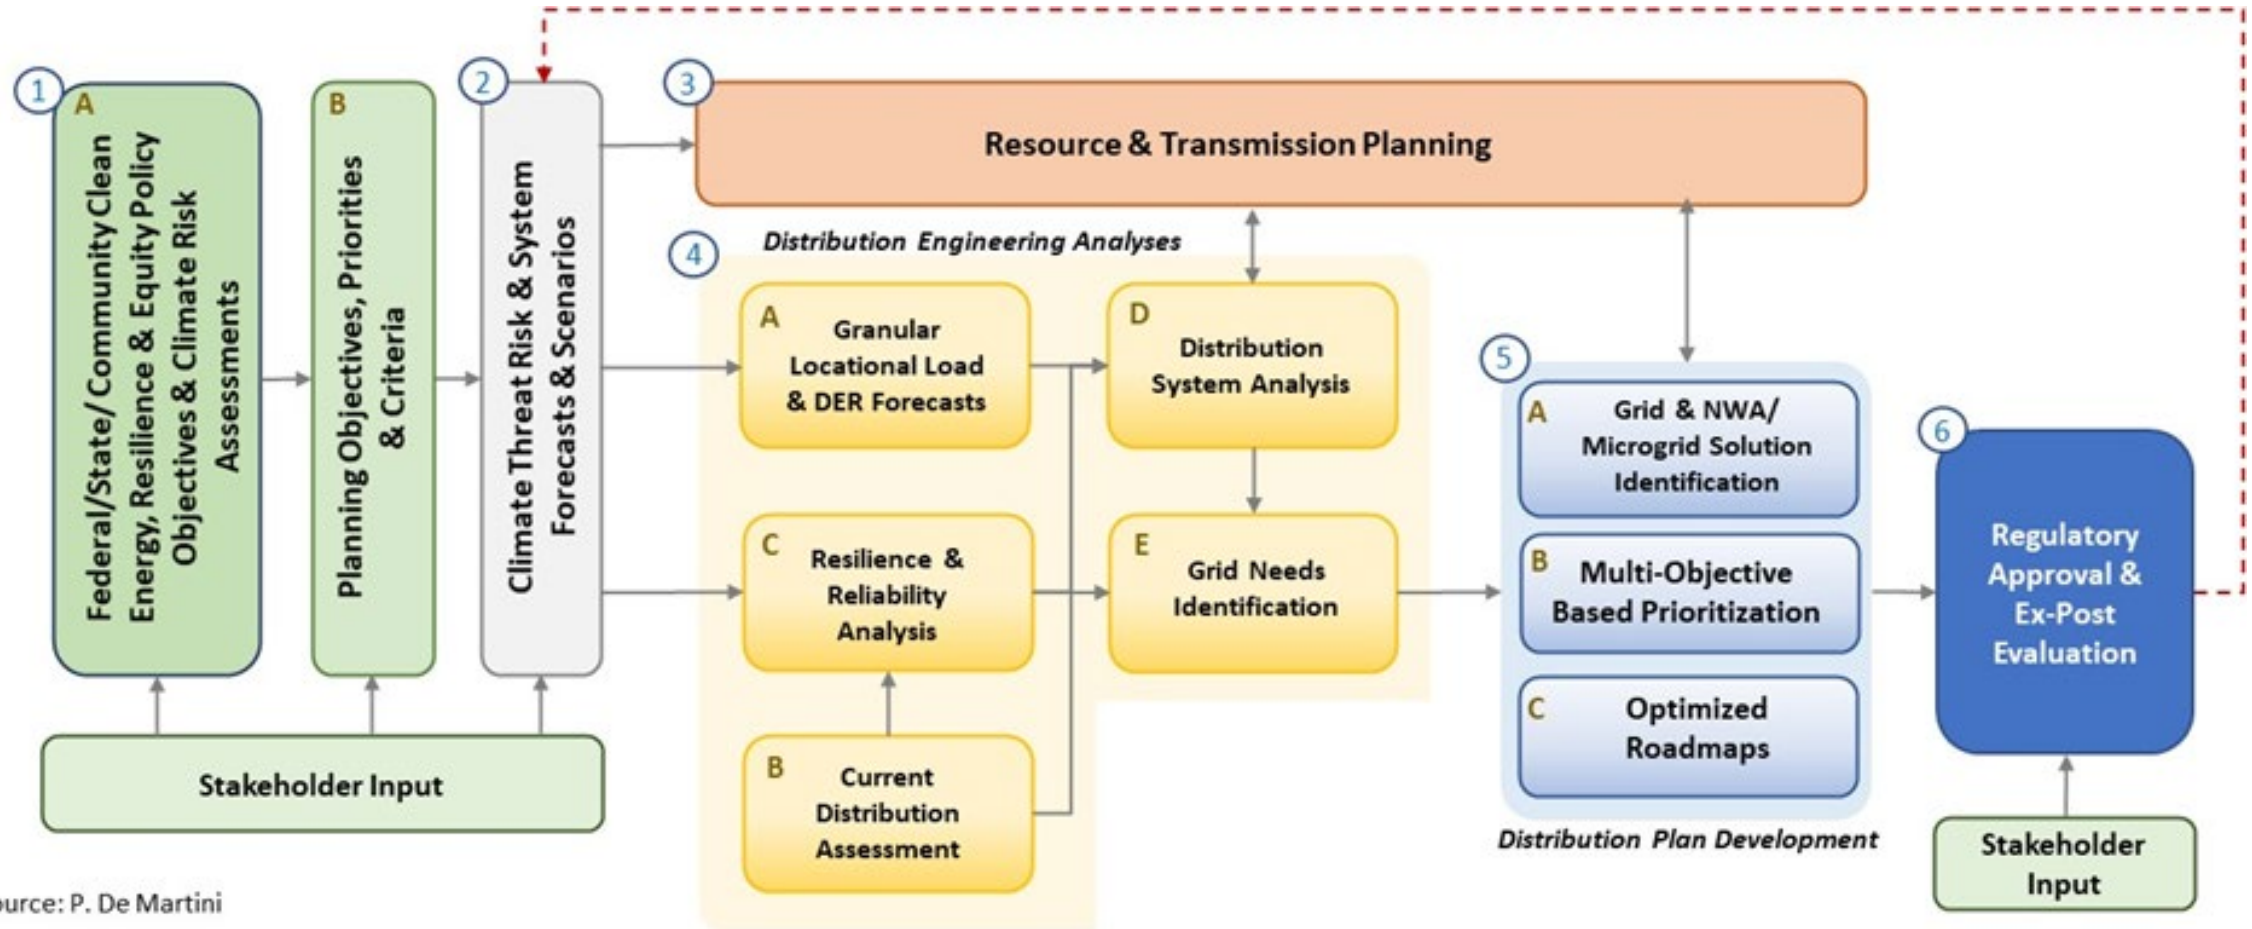 1
A
Federal/State/ Community Clean
Energy, Resilience & Equity Policy
Objectives & Climate Risk
Assessments
B
Planning Objectives, Priorities
& Criteria
2
Climate Threat Risk & System
Forecasts & Scenarios
Stakeholder Input
3
Resource & Transmission Planning
4
Distribution Engineering Analyses
A
Granular
Locational Load
& DER Forecasts
D
Distribution
System Analysis
C
Resilience &
Reliability
Analysis
E
Grid Needs
Identification
B
Current
Distribution
Assessment
5
A
Grid & NWA/
Microgrid Solution
Identification
B
Multi-Objective
Based Prioritization
C
Optimized
Roadmaps
Distribution Plan Development
6
Regulatory
Approval &
Ex-Post
Evaluation
Stakeholder
Input
ource: P. De Martini